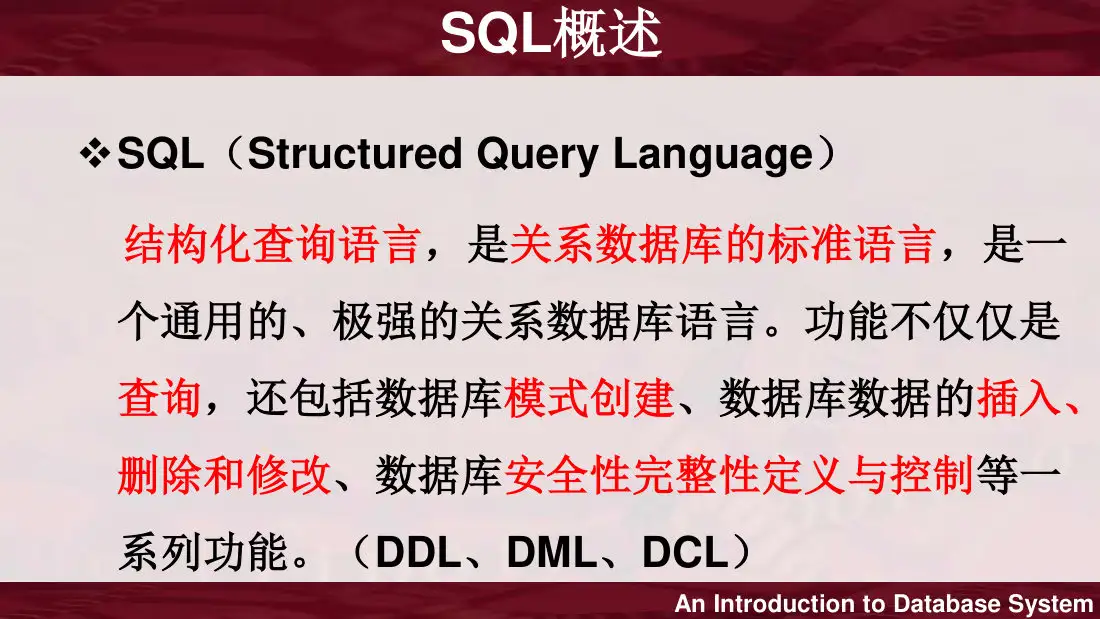 SQL概述
❖SQL（Structured Query Language）
结构化查询语言，是关系数据库的标准语言，是一
个通用的、极强的关系数据库语言。功能不仅仅是
查询，还包括数据库模式创建、数据库数据的插入、
删除和修改、数据库安全性完整性定义与控制等一
系列功能。（DDL、DML、DCL）
An Introduction to Database System